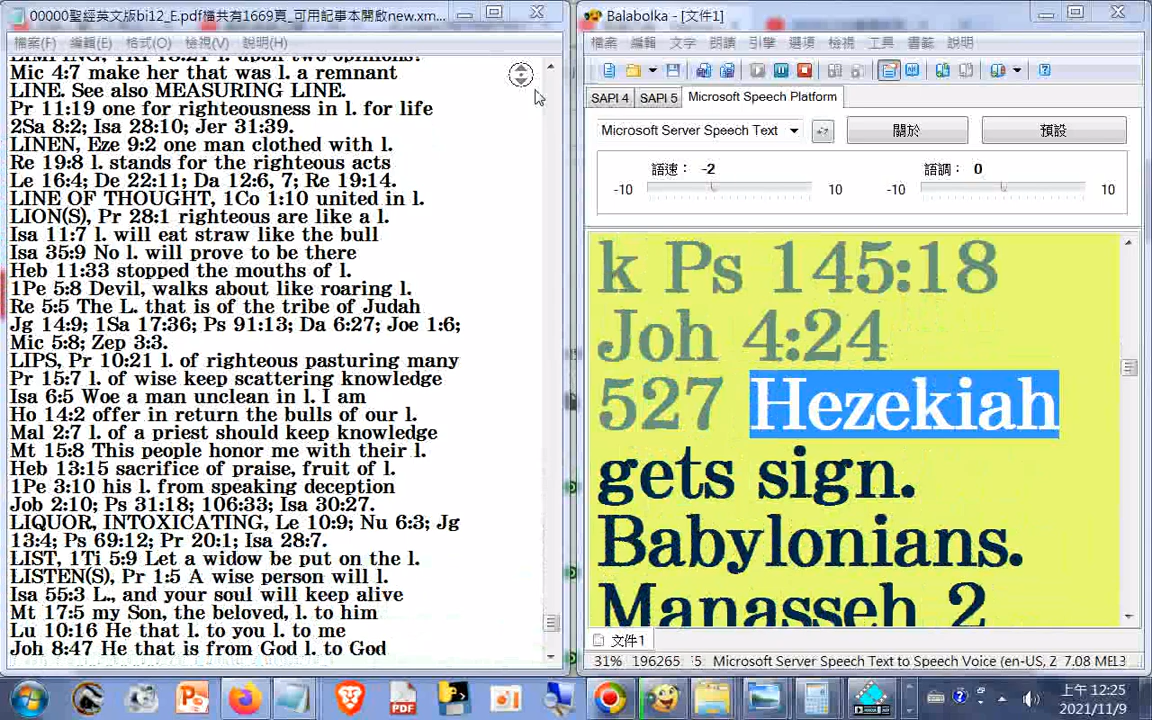 00000聖經英文版bi12_E.pdf檔共有1669頁_可用記事本開啟new.xm...
檔案(F) 編輯(E) 格式(O) 檢視(V) 說明(H)
LIMPING, 1Ki 18:21 l. upon two opinions?
Mic 4:7 make her that was l. a remnant
LINE. See also MEASURING LINE.
Pr 11:19 one for righteousness in l. for life
2Sa 8:2; Isa 28:10; Jer 31:39.
LINEN, Eze 9:2 one man clothed with l.
Re 19:8 l. stands for the righteous acts
Le 16:4; De 22:11; Da 12:6, 7; Re 19:14.
LINE OF THOUGHT, 1Co 1:10 united in l.
LION(S), Pr 28:1 righteous are like a l.
Isa 11:7 l. will eat straw like the bull
Isa 35:9 No l. will prove to be there
Heb 11:33 stopped the mouths of l.
1Pe 5:8 Devil, walks about like roaring l.
Re 5:5 The L. that is of the tribe of Judah
Jg 14:9; 1Sa 17:36; Ps 91:13; Da 6:27; Joe 1:6;
Mic 5:8; Zep 3:3.
LIPS, Pr 10:21 l. of righteous pasturing many
Pr 15:7 l. of wise keep scattering knowledge
Isa 6:5 Woe a man unclean in l. I am
Ho 14:2 offer in return the bulls of our l.
Mal 2:7 l. of a priest should keep knowledge
Mt 15:8 This people honor me with their l.
Heb 13:15 sacrifice of praise, fruit of l.
1Pe 3:10 his l. from speaking deception
Job 2:10; Ps 31:18; 106:33; Isa 30:27.
LIQUOR, INTOXICATING, Le 10:9; Nu 6:3; Jg
13:4; Ps 69:12; Pr 20:1; Isa 28:7.
LIST, 1Ti 5:9 Let a widow be put on the l.
LISTEN(S), Pr 1:5 A wise person will l.
Isa 55:3 L., and your soul will keep alive
Mt 17:5 my Son, the beloved, l. to him
Lu 10:16 He that l. to you l. to me
Joh 8:47 He that is from God l. to God
Balabolka - [文件1]
檔案 編輯 文字 朗讀 引擎 選項 檢視 工具 書籤 說明
SAPI 4 SAPI 5 Microsoft Speech Platform
Microsoft Server Speech Text 關於 預設
語速： -2 語調： 0
-10 10 -10 10
k Ps 145:18
Joh 4:24
527 Hezekiah
gets sign.
Babylonians.
Manasseh 2
文件1
31% 196265 Microsoft Server Speech Text to Speech Voice (en-US, Z 7.08 ME
上午 12:25
2021/11/9